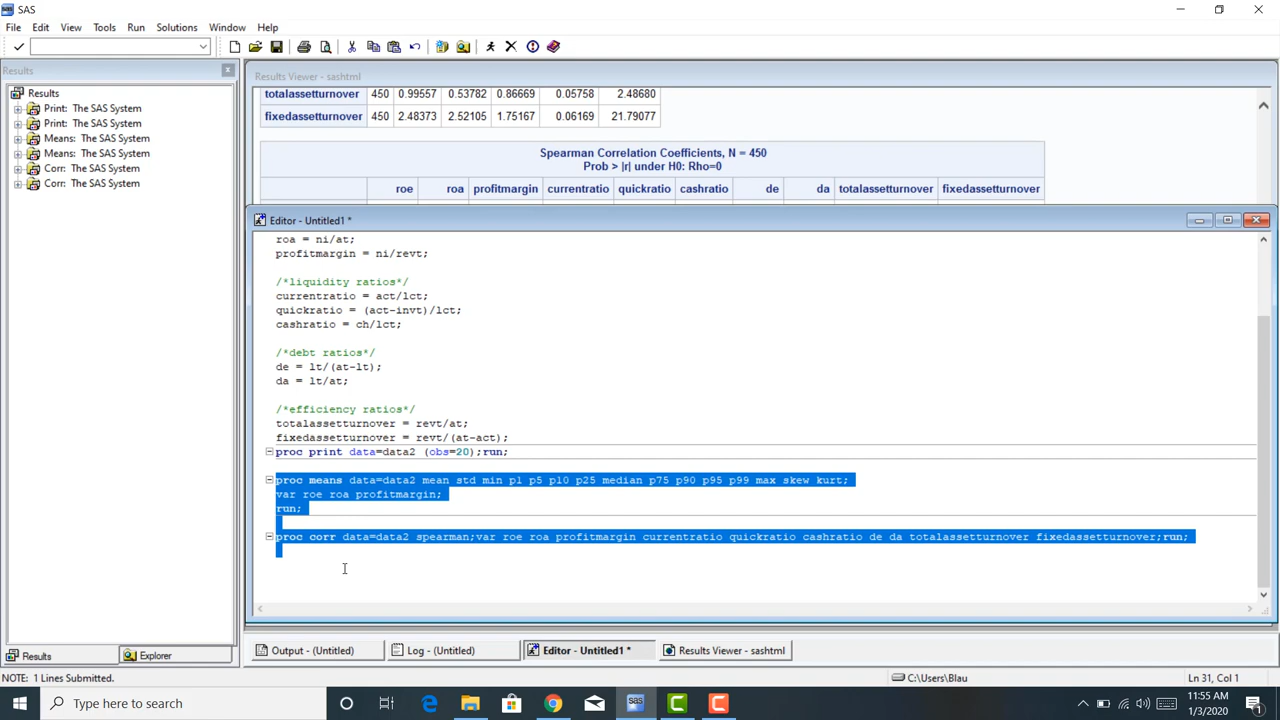 SAS
File Edit View Tools Run Solutions Window Help
Results
Results
Print: The SAS System
Print: The SAS System
Means: The SAS System
Means: The SAS System
Corr: The SAS System
Corr: The SAS System
Results Viewer - sashtml
totalassetturnover 450 0.99557 0.53782 0.86669 0.05758 2.48680
fixedassetturnover 450 2.48373 2.52105 1.75167 0.06169 21.79077
Spearman Correlation Coefficients, N = 450
Prob > |r| under H0: Rho=0
roe roa profitmargin currentratio quickratio cashratio de da totalassetturnover fixedassetturnover
Editor - Untitled1 *
roa = ni/at;
profitmargin = ni/revt;
/*liquidity ratios*/
currentratio = act/lct;
quickratio = (act-invt)/lct;
cashratio = ch/lct;
/*debt ratios*/
de = lt/(at-lt);
da = lt/at;
/*efficiency ratios*/
totalassetturnover = revt/at;
fixedassetturnover = revt/(at-act);
proc print data=data2 (obs=20);run;
proc means data=data2 mean std min p1 p5 p10 p25 median p75 p90 p95 p99 max skew kurt;
var roe roa profitmargin;
run;
proc corr data=data2 spearman;var roe roa profitmargin currentratio quickratio cashratio de da totalassetturnover fixedassetturnover;run;
Results Explorer
Output - (Untitled) Log - (Untitled) Editor - Untitled1 * Results Viewer - sashtml
NOTE: 1 Lines Submitted.
C:\Users\Blau
Ln 31, Col 1
Type here to search
sas
11:55 AM
1/3/2020
1